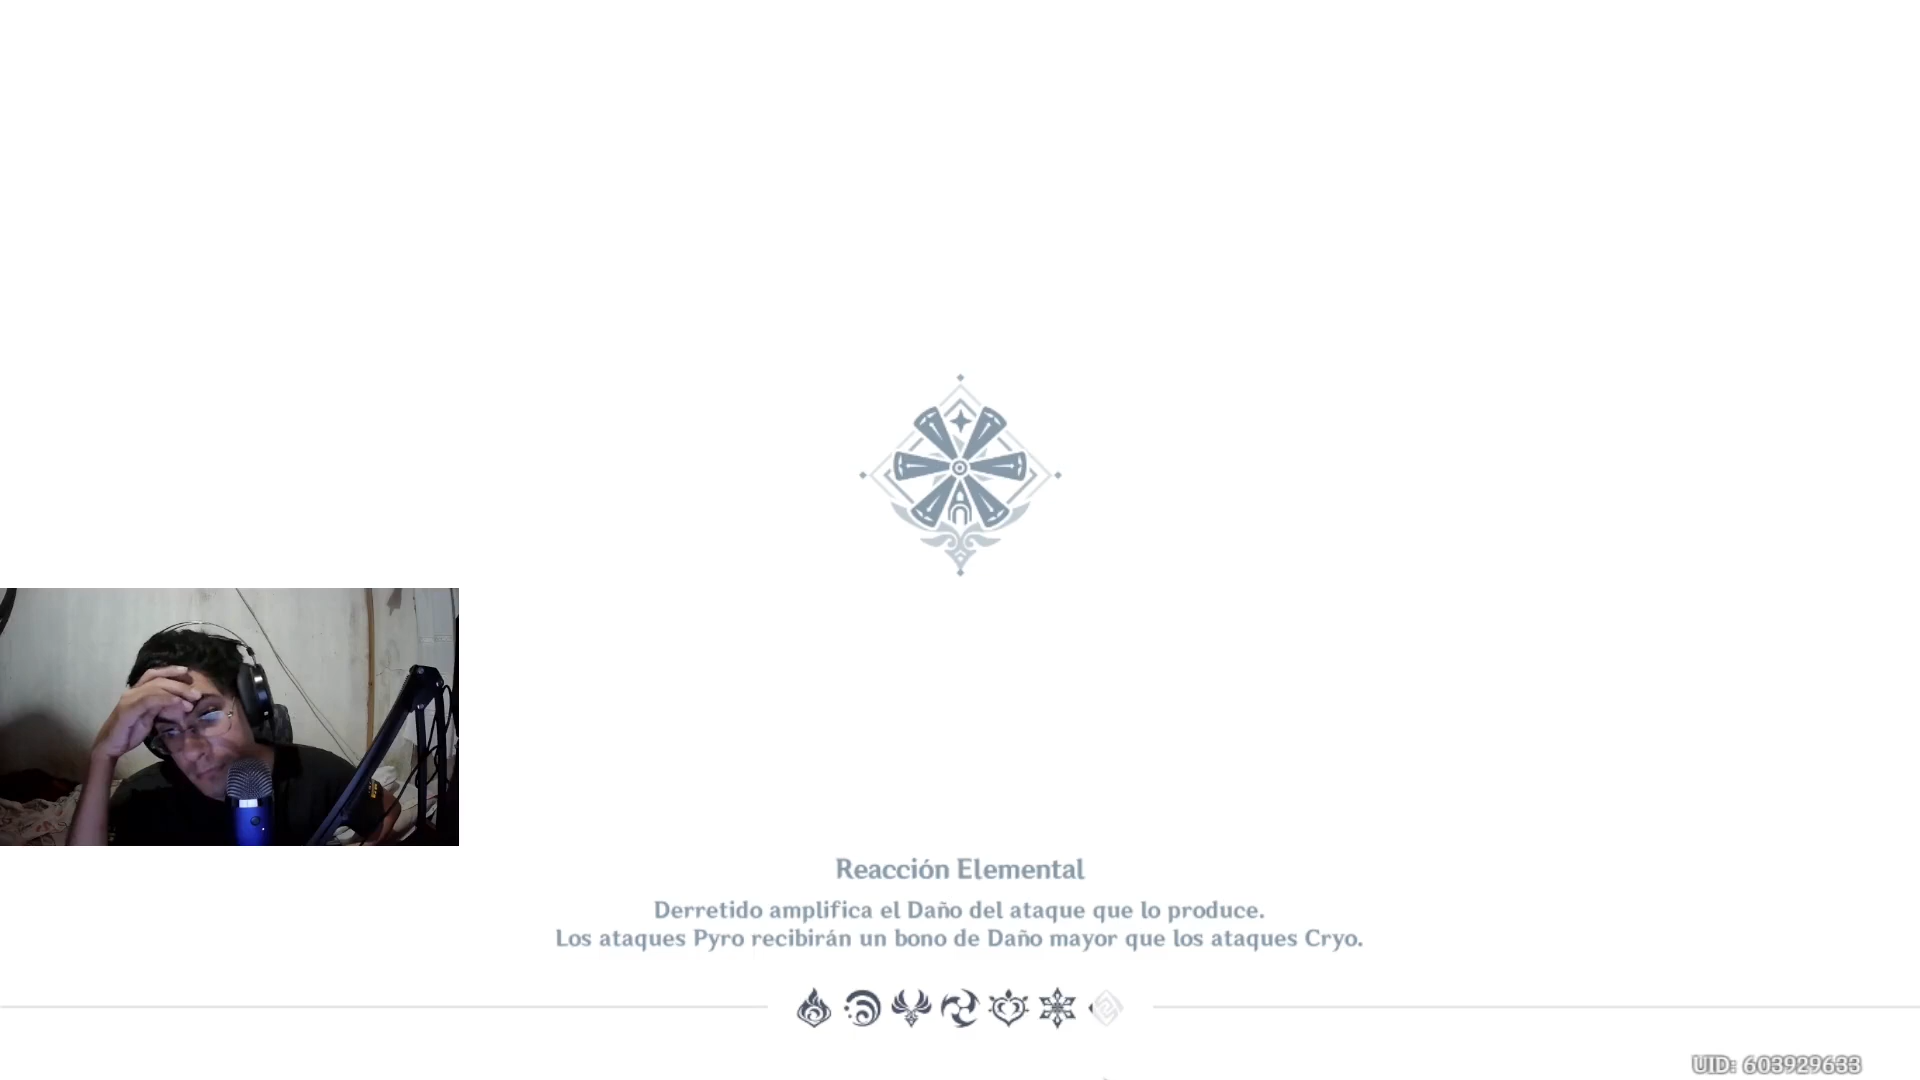 Reacción Elemental
Derretido amplifica el Daño del ataque que lo produce.
Los ataques Pyro recibirán un bono de Daño mayor que los ataques Cryo.
UID: 603929633